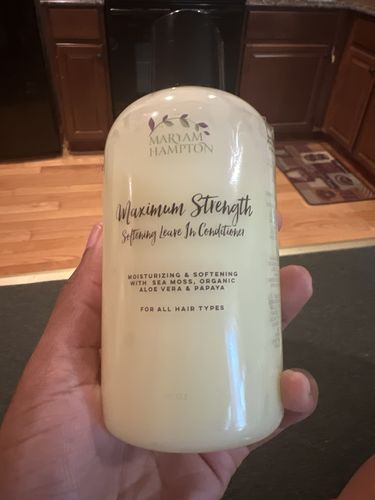 MARYAM
HAMPTON
Maximum Strength
Softening Leave In Conditioner
MOISTURIZING & SOFTENING
WITH SEA MOSS, ORGANIC
ALOE VERA & PAPAYA
FOR ALL HAIR TYPES